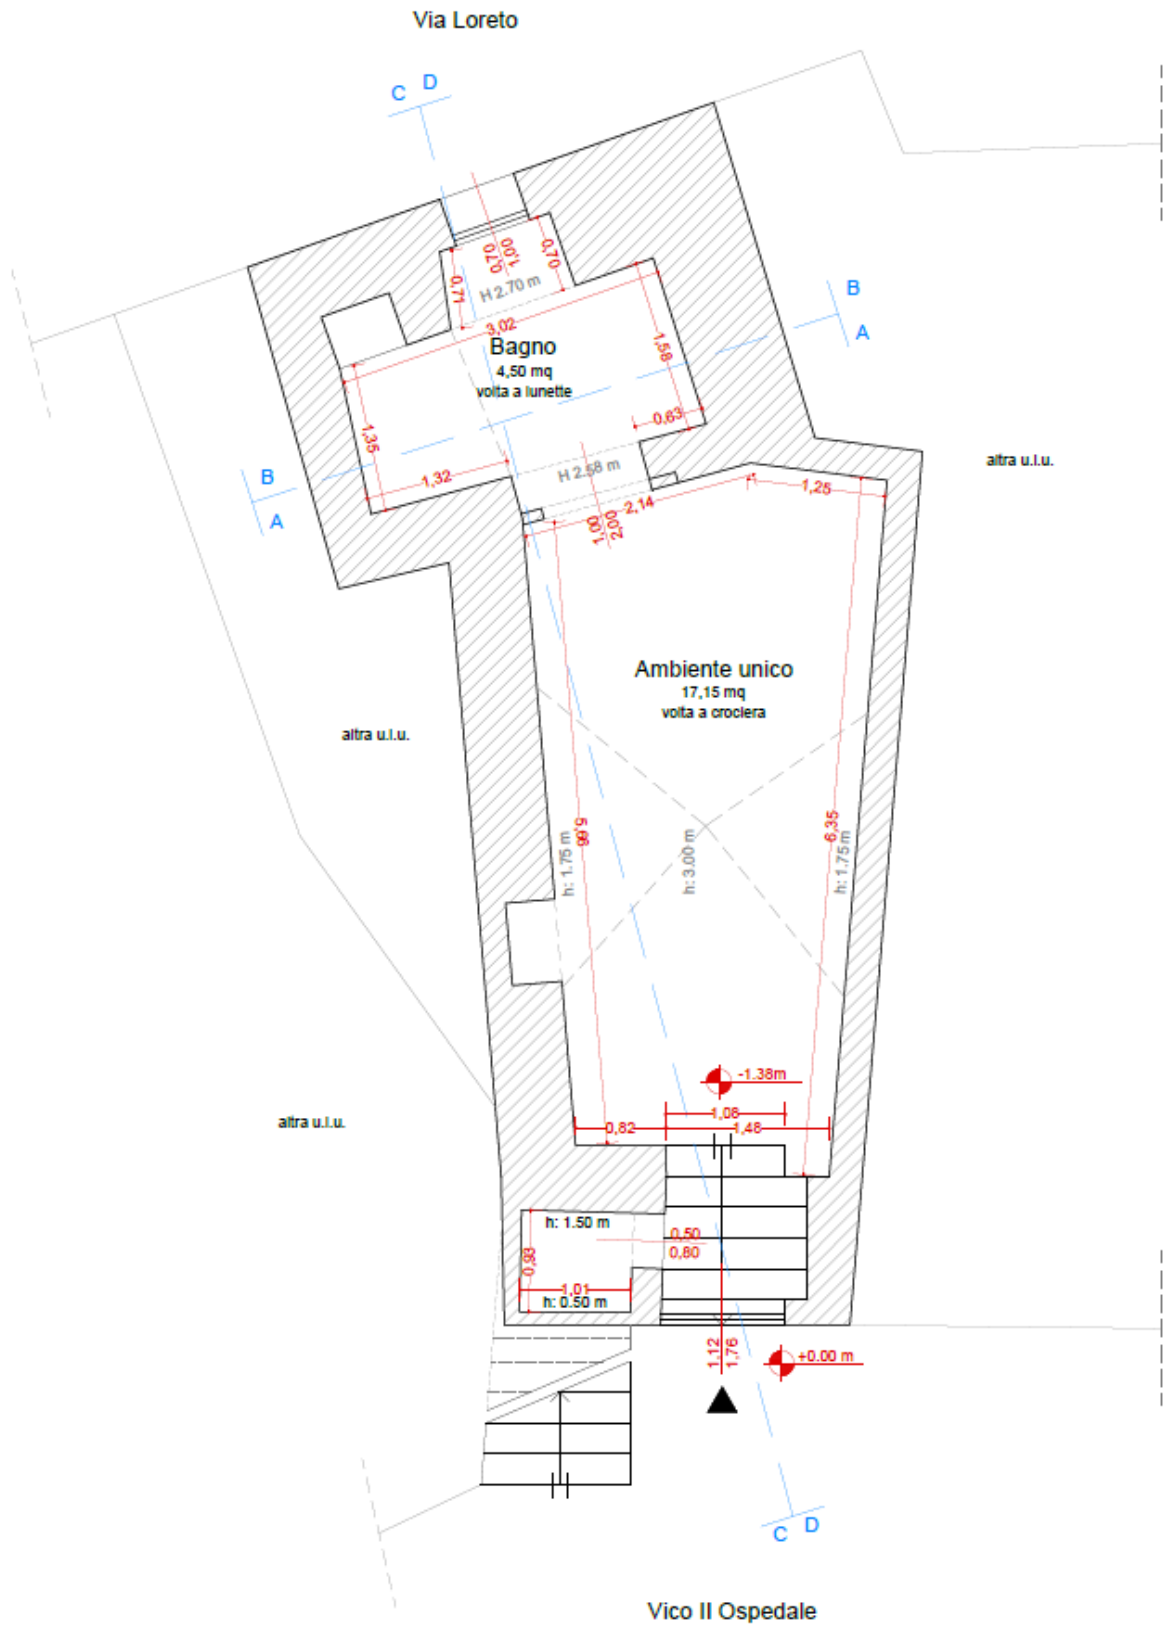 Via Loreto
C D
B
A
0,70
1,00
0,70
0,71
H 2.70 m
3,02
Bagno
4,50 mq
volta a lunette
1,58
0,63
1,35
1,32
H 2.58 m
B
A
altra u.i.u.
1,25
2,14
1,00
2,00
Ambiente unico
17,15 mq
volta a crociera
altra u.i.u.
h: 1.75 m
h: 3.00 m
6,35
h: 1.75 m
-1.38m
1,08
0,82
1,48
altra u.i.u.
h: 1.50 m
0,50
0,80
0,93
1,01
h: 0.50 m
1,12
1,76
+0.00 m
C D
Vico II Ospedale